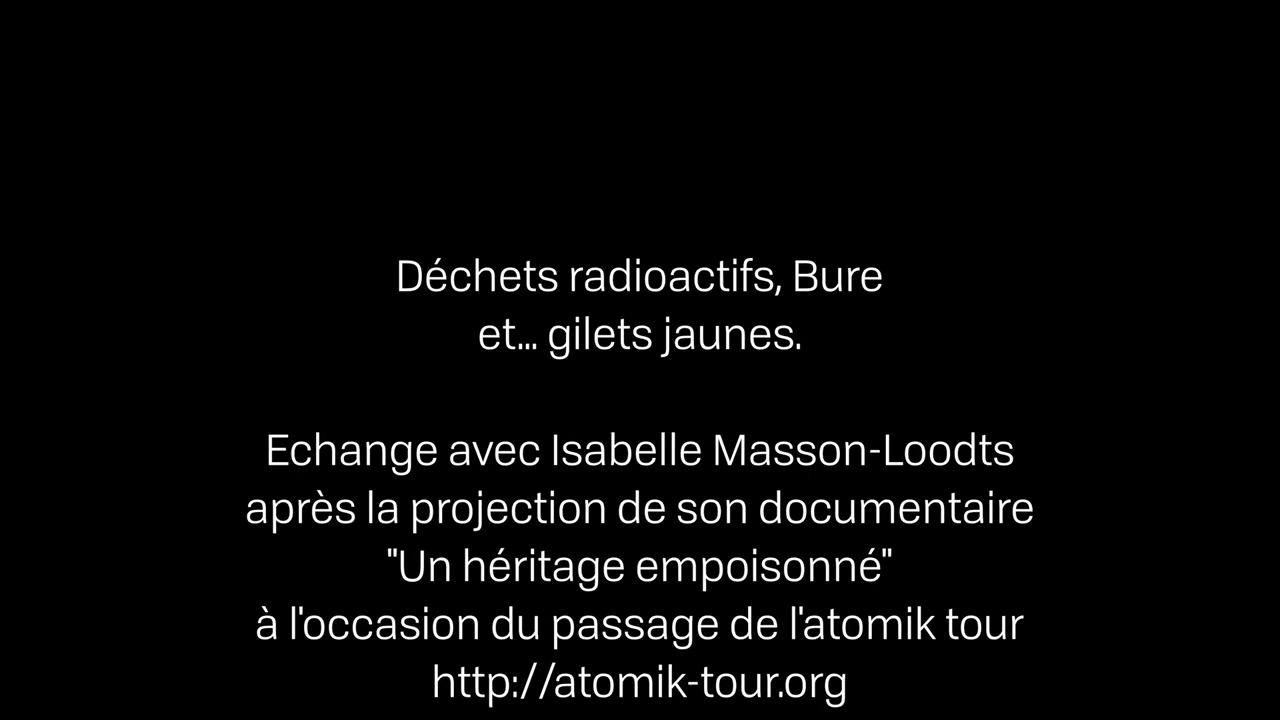 Déchets radioactifs, Bure
et... gilets jaunes.
Echange avec Isabelle Masson-Loodts
après la projection de son documentaire
"Un héritage empoisonné"
à l'occasion du passage de l'atomik tour
http://atomik-tour.org